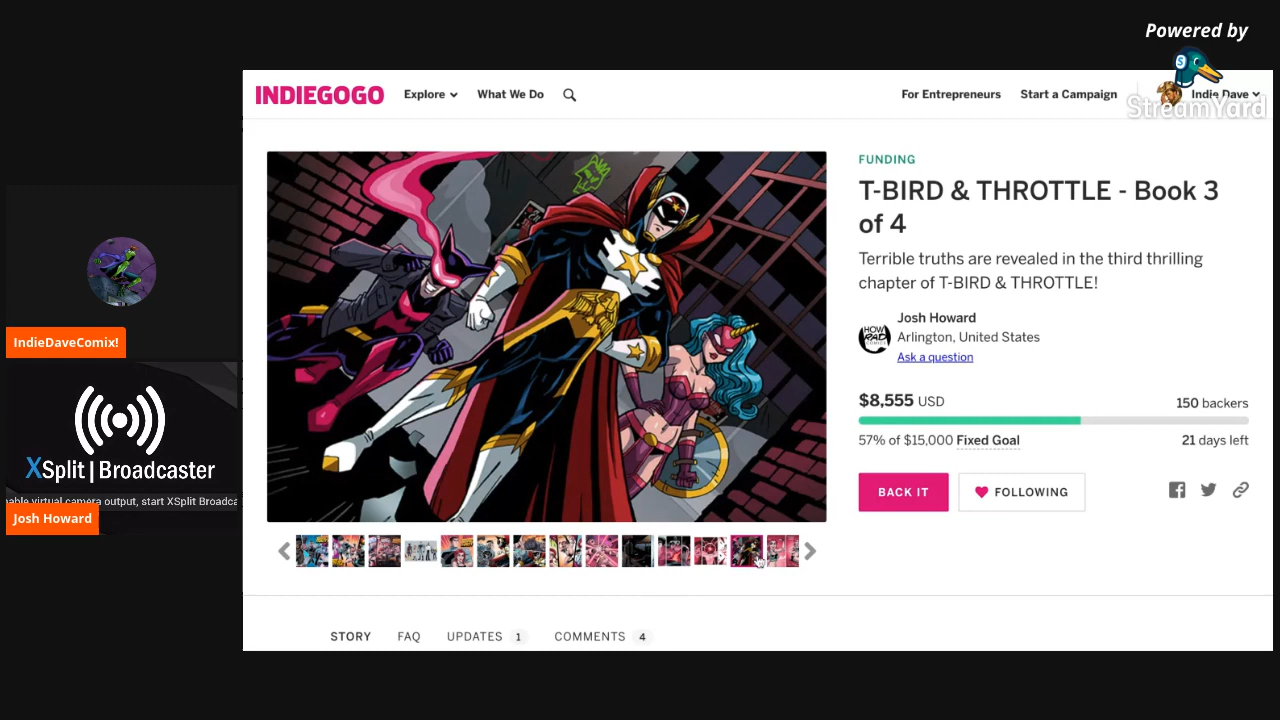 Powered by
StreamYard
INDIEGOGO Explore What We Do For Entrepreneurs Start a Campaign Indie Dave
FUNDING
T-BIRD & THROTTLE - Book 3
of 4
Terrible truths are revealed in the third thrilling
chapter of T-BIRD & THROTTLE!
HOW
RAD
COMICS
Josh Howard
Arlington, United States
Ask a question
$8,555 USD 150 backers
57% of $15,000 Fixed Goal 21 days left
BACK IT FOLLOWING
IndieDaveComix!
XSplit | Broadcaster
able virtual camera output, start XSplit Broadca
Josh Howard
STORY FAQ UPDATES 1 COMMENTS 4